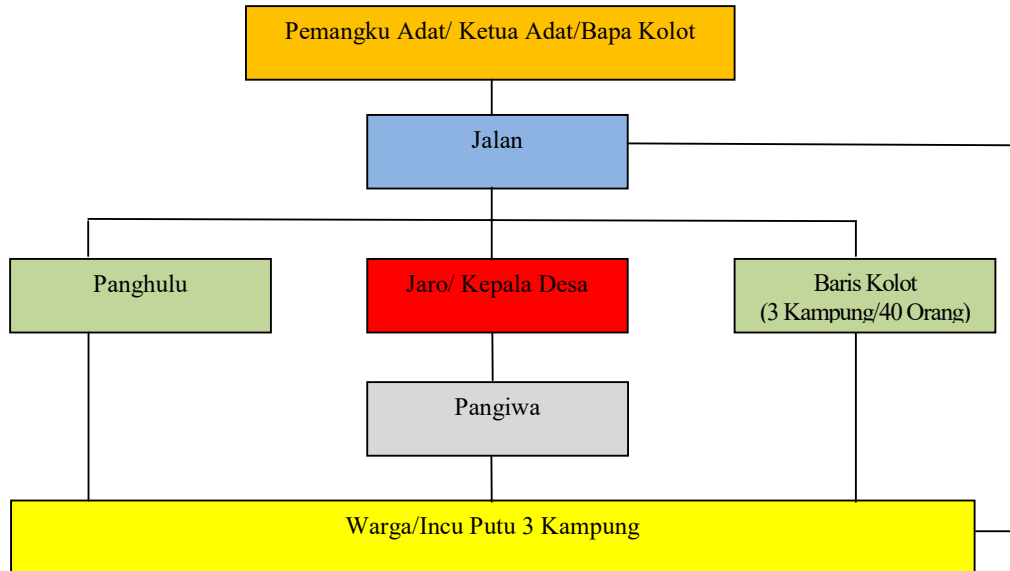 Pemangku Adat/ Ketua Adat/Bapa Kolot
Jalan
Panghulu
Jaro/ Kepala Desa
Baris Kolot
(3 Kampung/40 Orang)
Pangiwa
Warga/Incu Putu 3 Kampung